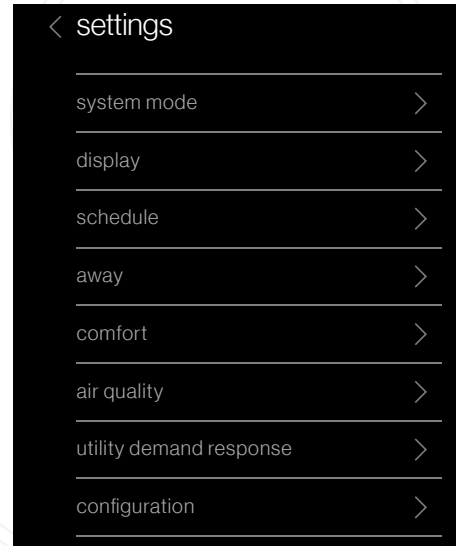 settings
system mode
display
schedule
away
comfort
air quality
utility demand response
configuration